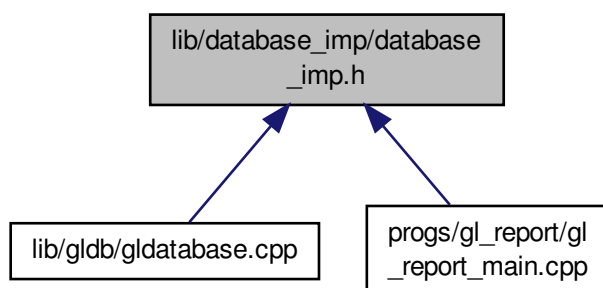 lib/database_imp/database
_imp.h
lib/gldb/gldatabase.cpp
progs/gl_report/gl
_report_main.cpp